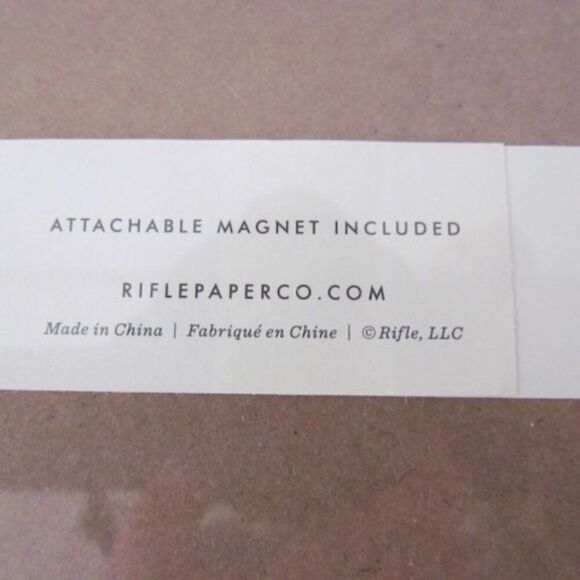 ATTACHABLE MAGNET INCLUDED
RIFLEPAPERCO.COM
Made in China | Fabriqué en Chine | ©Rifle, LLC